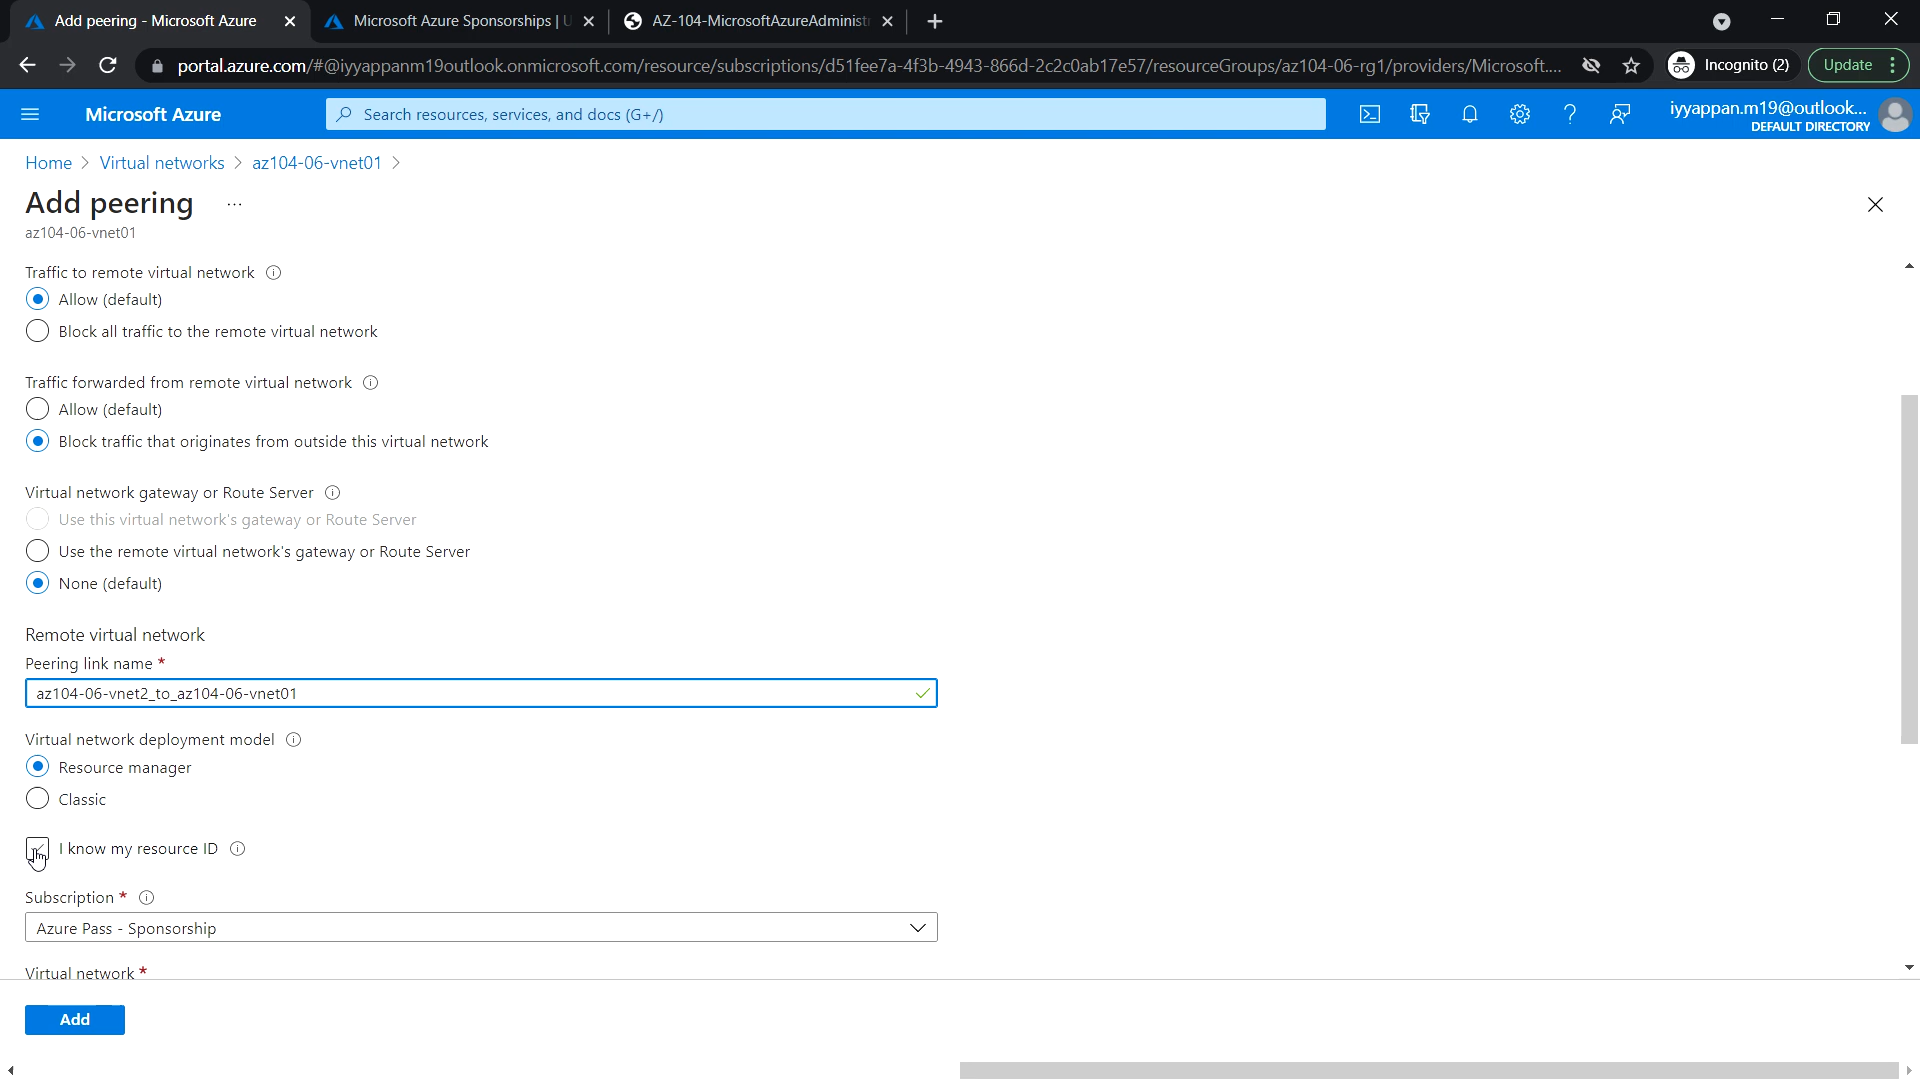 Add peering - Microsoft Azure
Microsoft Azure Sponsorships | U
AZ-104-MicrosoftAzureAdminist
portal.azure.com/#@iyyappanm19outlook.onmicrosoft.com/resource/subscriptions/d51fee7a-4f3b-4943-866d-2c2c0ab17e57/resourceGroups/az104-06-rg1/providers/Microsoft....
Incognito (2)
Update
Microsoft Azure
Search resources, services, and docs (G+/)
iyyappan.m19@outlook...
DEFAULT DIRECTORY
Home > Virtual networks > az104-06-vnet01 >
Add peering ...
az104-06-vnet01
Traffic to remote virtual network
Allow (default)
Block all traffic to the remote virtual network
Traffic forwarded from remote virtual network
Allow (default)
Block traffic that originates from outside this virtual network
Virtual network gateway or Route Server
Use this virtual network's gateway or Route Server
Use the remote virtual network's gateway or Route Server
None (default)
Remote virtual network
Peering link name *
az104-06-vnet2_to_az104-06-vnet01
Virtual network deployment model
Resource manager
Classic
I know my resource ID
Subscription *
Azure Pass - Sponsorship
Virtual network *
Add